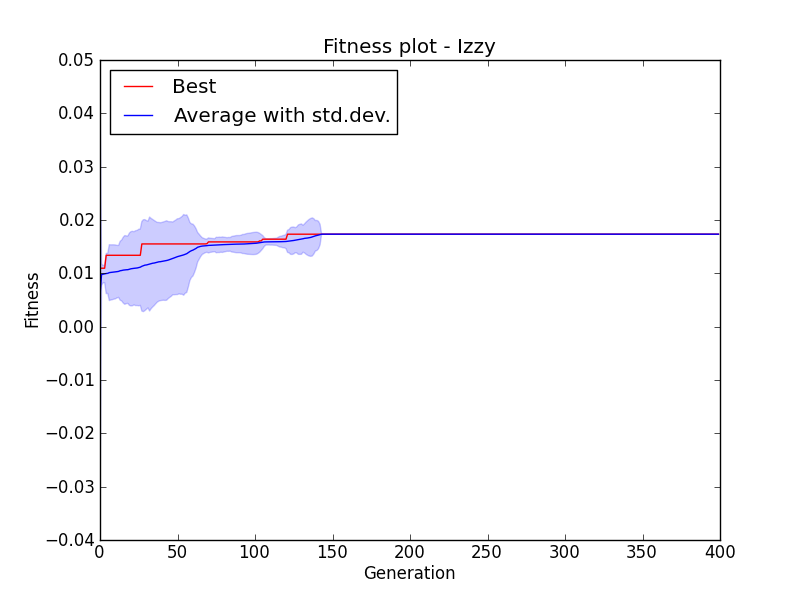 Fitness plot - Izzy
Best
Average with std.dev.
0.05
0.04
0.03
0.02
0.01
0.00
−0.01
−0.02
−0.03
−0.04
Fitness
0 50 100 150 200 250 300 350 400
Generation